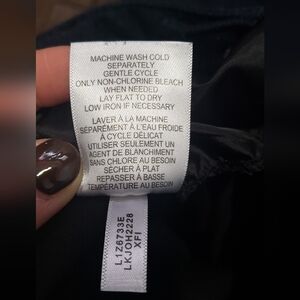 MACHINE WASH COLD
SEPARATELY
GENTLE CYCLE
ONLY NON-CHLORINE BLEACH
WHEN NEEDED
LAY FLAT TO DRY
LOW IRON IF NECESSARY
LAVER À LA MACHINE
SÉPARÉMENT À L'EAU FROIDE
À CYCLE DÉLICAT
UTILISER SEULEMENT UN
AGENT DE BLANCHIMENT
SANS CHLORE AU BESOIN
SÉCHER À PLAT
REPASSER À BASSE
TEMPÉRATURE AU BESOIN
L1Z6733E
LKJOH2228
XFI